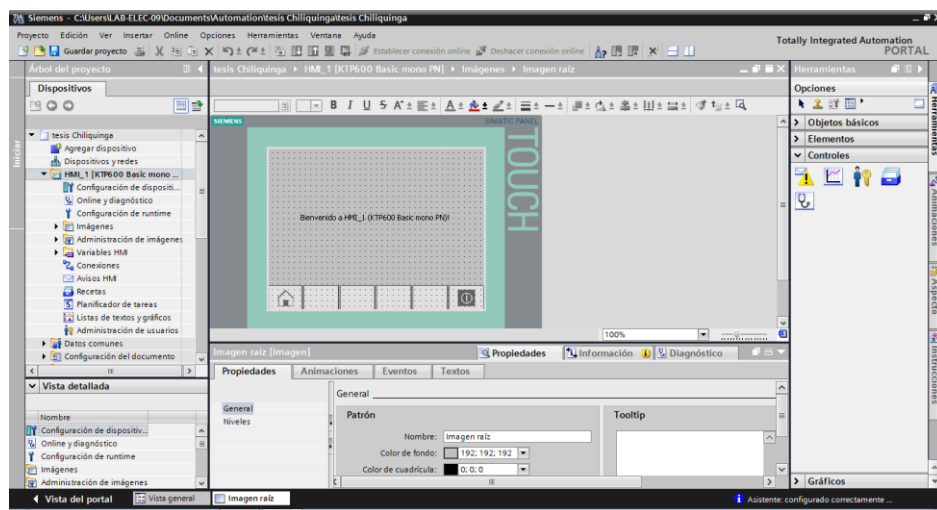 Siemens - C:\Users\LAB-ELEC-09\Documents\Automation\tesis Chiliquinga\tesis Chiliquinga
Proyecto Edición Ver Insertar Online Opciones Herramientas Ventana Ayuda
Totally Integrated Automation
PORTAL
Guardar proyecto
Establecer conexión online
Deshacer conexión online
Árbol del proyecto
tesis Chiliquinga HMI_1 [KTP600 Basic mono PN] Imágenes Imagen raíz
Herramientas
Dispositivos
Opciones
B I U S A
Iniciar
tesis Chiliquinga
Agregar dispositivo
Dispositivos y redes
HMI_1 [KTP600 Basic mono ...
Configuración de dispositi...
Online y diagnóstico
Configuración de runtime
Imágenes
Administración de imágenes
Variables HMI
Conexiones
Avisos HMI
Recetas
Planificador de tareas
Listas de textos y gráficos
Administración de usuarios
Datos comunes
Configuración del documento
SIEMENS
SIMATIC PANEL
TOUCH
Bienvenido a HMI_1 (KTP600 Basic mono PN)!
100%
Objetos básicos
Elementos
Controles
Gráficos
Herramientas
Animaciones
Aspecto
Instrucciones
Imagen raíz [Imagen]
Propiedades
Información
Diagnóstico
Propiedades Animaciones Eventos Textos
General
Niveles
General
Patrón
Nombre: Imagen raíz
Color de fondo: 192; 192; 192
Color de cuadrícula: 0; 0; 0
Tooltip
Vista detallada
Nombre
Configuración de dispositiv...
Online y diagnóstico
Configuración de runtime
Imágenes
Administración de imágenes
Vista del portal
Vista general
Imagen raíz
Asistente: configurado correctamente ...